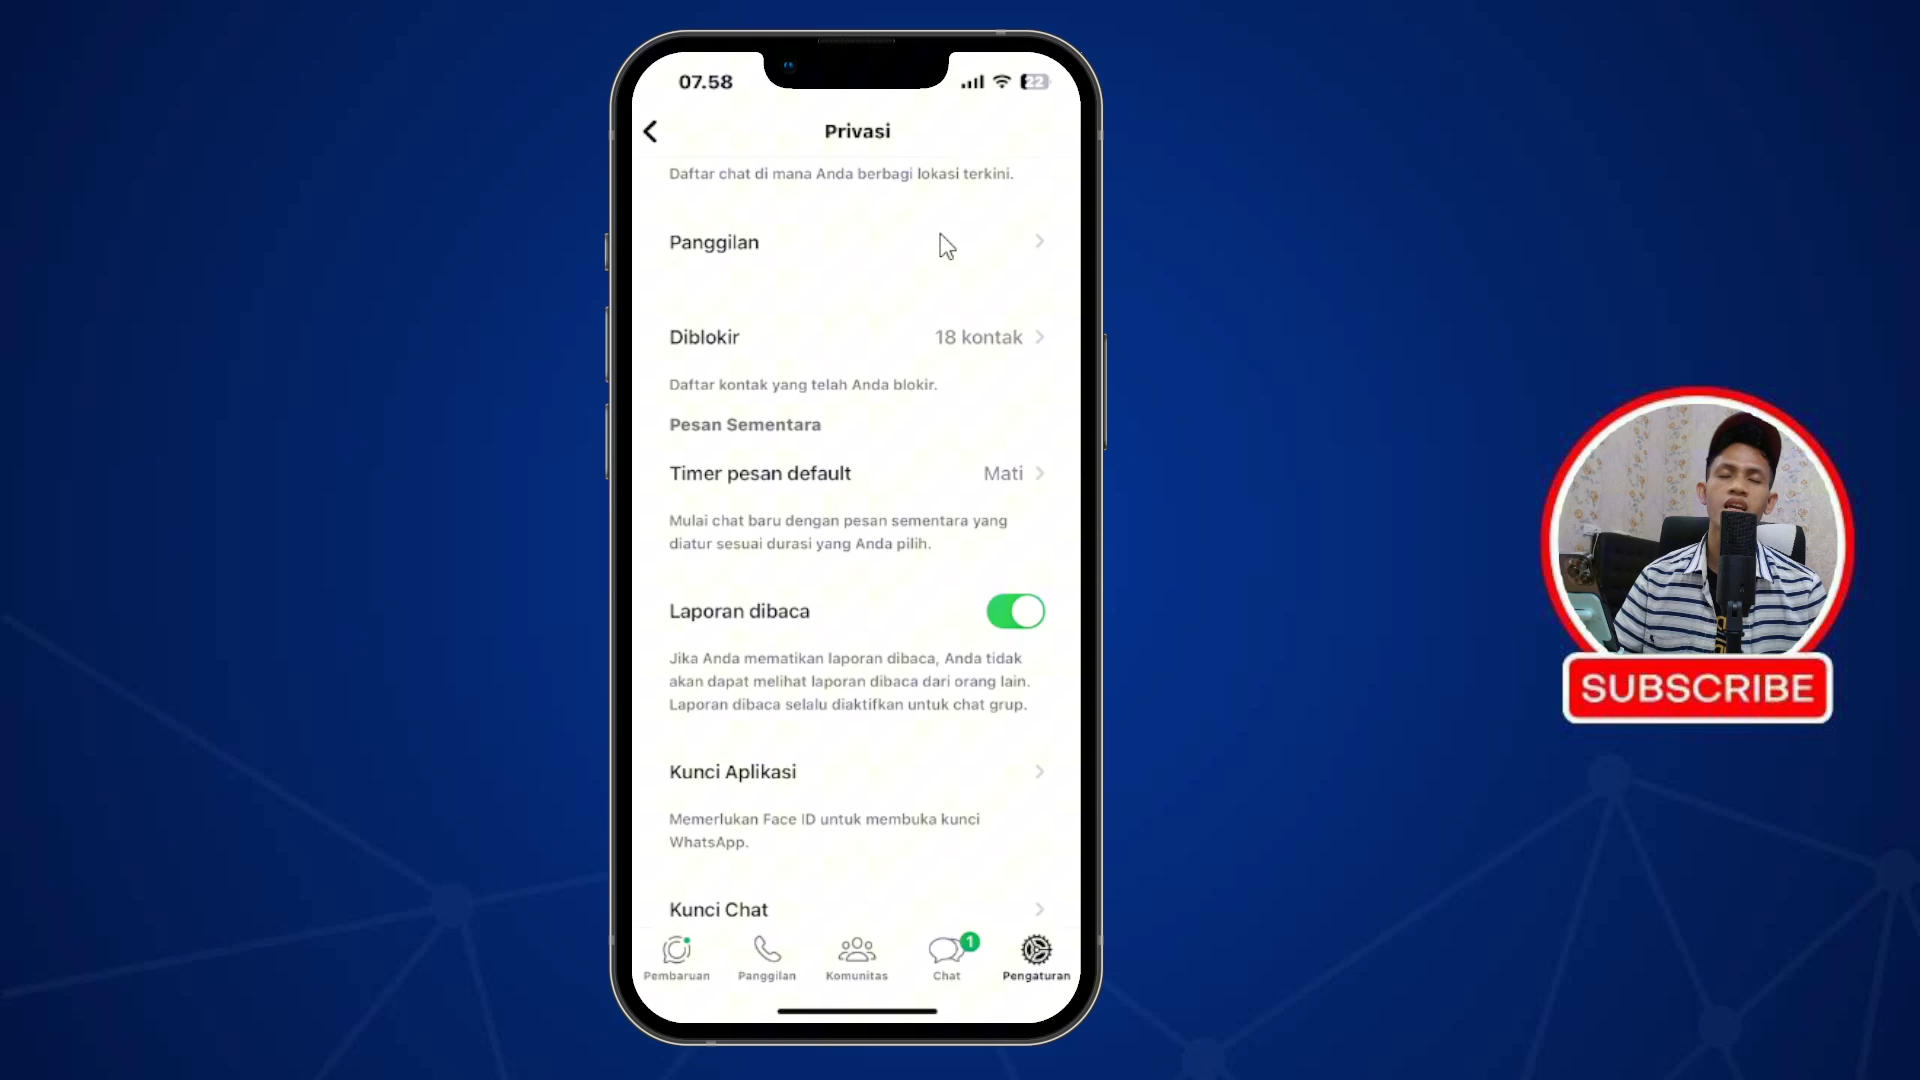 07.58
22
Privasi
Daftar chat di mana Anda berbagi lokasi terkini.
Panggilan
Diblokir 18 kontak
Daftar kontak yang telah Anda blokir.
Pesan Sementara
Timer pesan default Mati
Mulai chat baru dengan pesan sementara yang
diatur sesuai durasi yang Anda pilih.
Laporan dibaca
Jika Anda mematikan laporan dibaca, Anda tidak
akan dapat melihat laporan dibaca dari orang lain.
Laporan dibaca selalu diaktifkan untuk chat grup.
Kunci Aplikasi
Memerlukan Face ID untuk membuka kunci
WhatsApp.
Kunci Chat
1
Pembaruan Panggilan Komunitas Chat Pengaturan
SUBSCRIBE